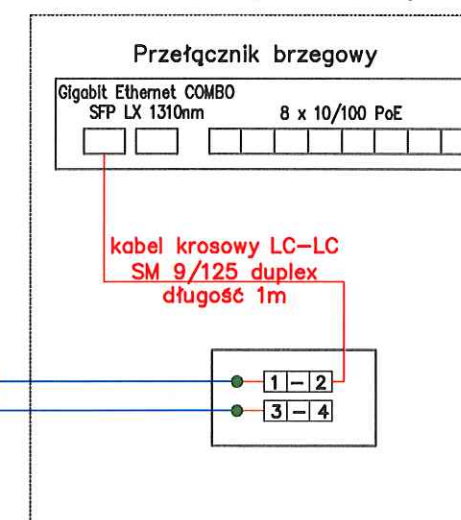 Przełącznik brzegowy
Gigabit Ethernet COMBO
SFP LX 1310nm
8 x 10/100 PoE
kabel krosowy LC-LC
SM 9/125 duplex
długość 1m
1 - 2
3 - 4